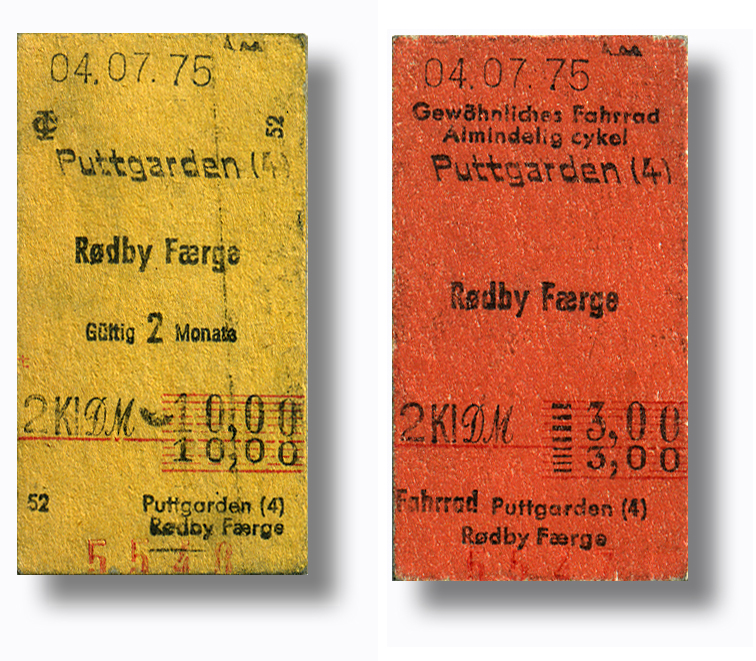 04.07.75
52
Puttgarden (4)
Rødby Færge
Gültig 2 Monate
2Kl DM 10,00
10,00
52 Puttgarden (4)
Rødby Færge
04.07.75
Gewöhnliches Fahrrad
Almindelig cykel
Puttgarden (4)
Rødby Færge
2Kl DM 3,00
3,00
Fahrrad Puttgarden (4)
Rødby Færge